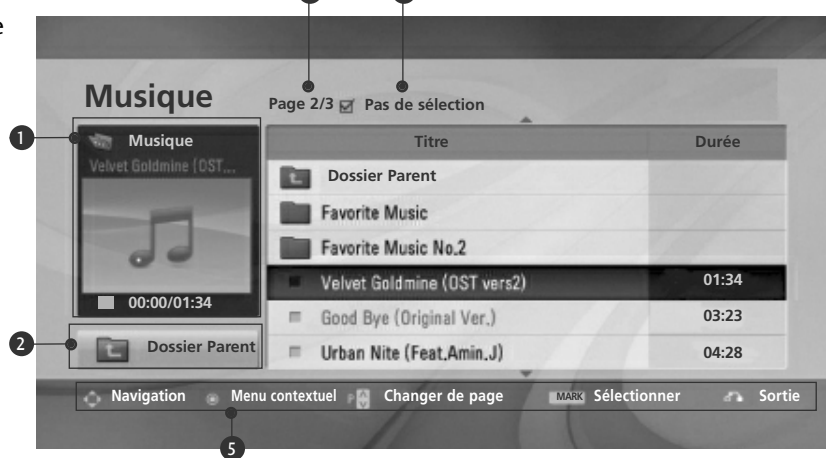 e
Musique
Page 2/3 Pas de sélection
1
Musique
Velvet Goldmine (OST...
00:00/01:34
2
Dossier Parent
Titre Durée
Dossier Parent
Favorite Music
Favorite Music No.2
Velvet Goldmine (OST vers2) 01:34
Good Bye (Original Ver.) 03:23
Urban Nite (Feat.Amin.J) 04:28
Navigation Menu contextuel P Changer de page MARK Sélectionner Sortie
5